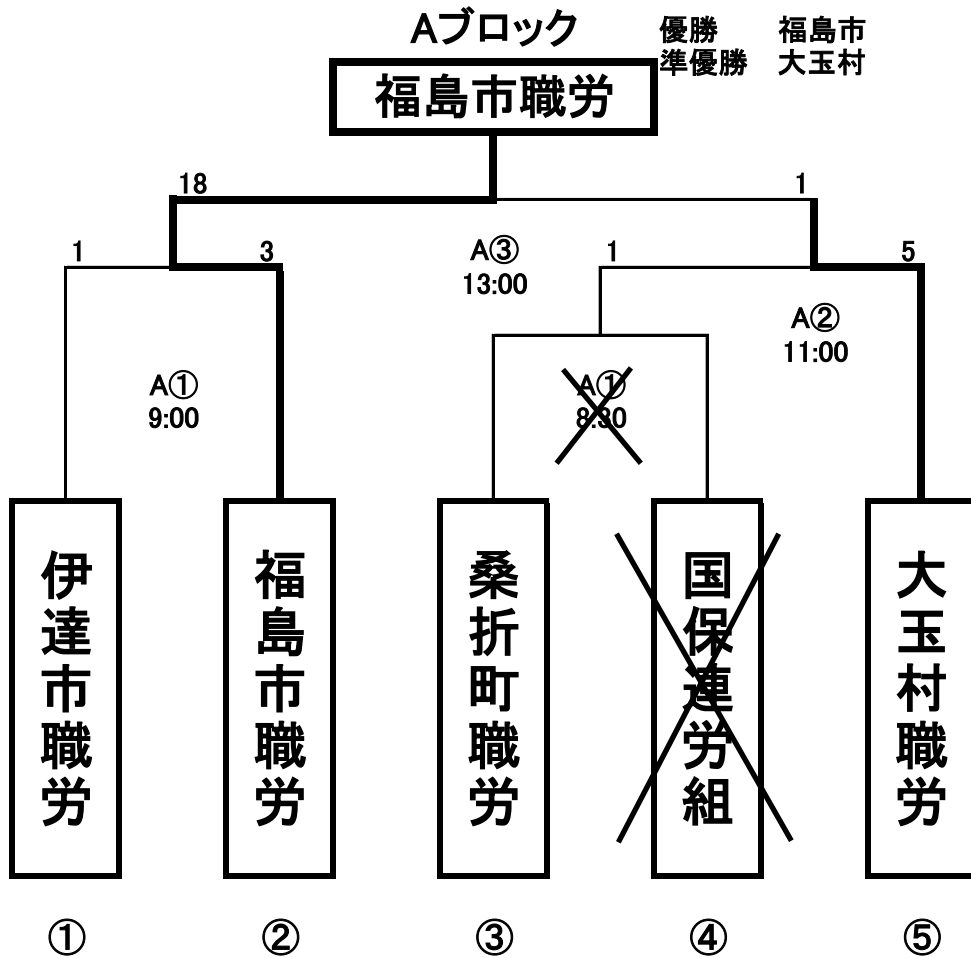 Aブロック
優勝 福島市
準優勝 大玉村
福島市職労
18
1
1
3
A③
13:00
1
5
A②
11:00
A①
9:00
A①
8:30
伊達市職労
福島市職労
桑折町職労
国保連労組
大玉村職労
① ② ③ ④ ⑤